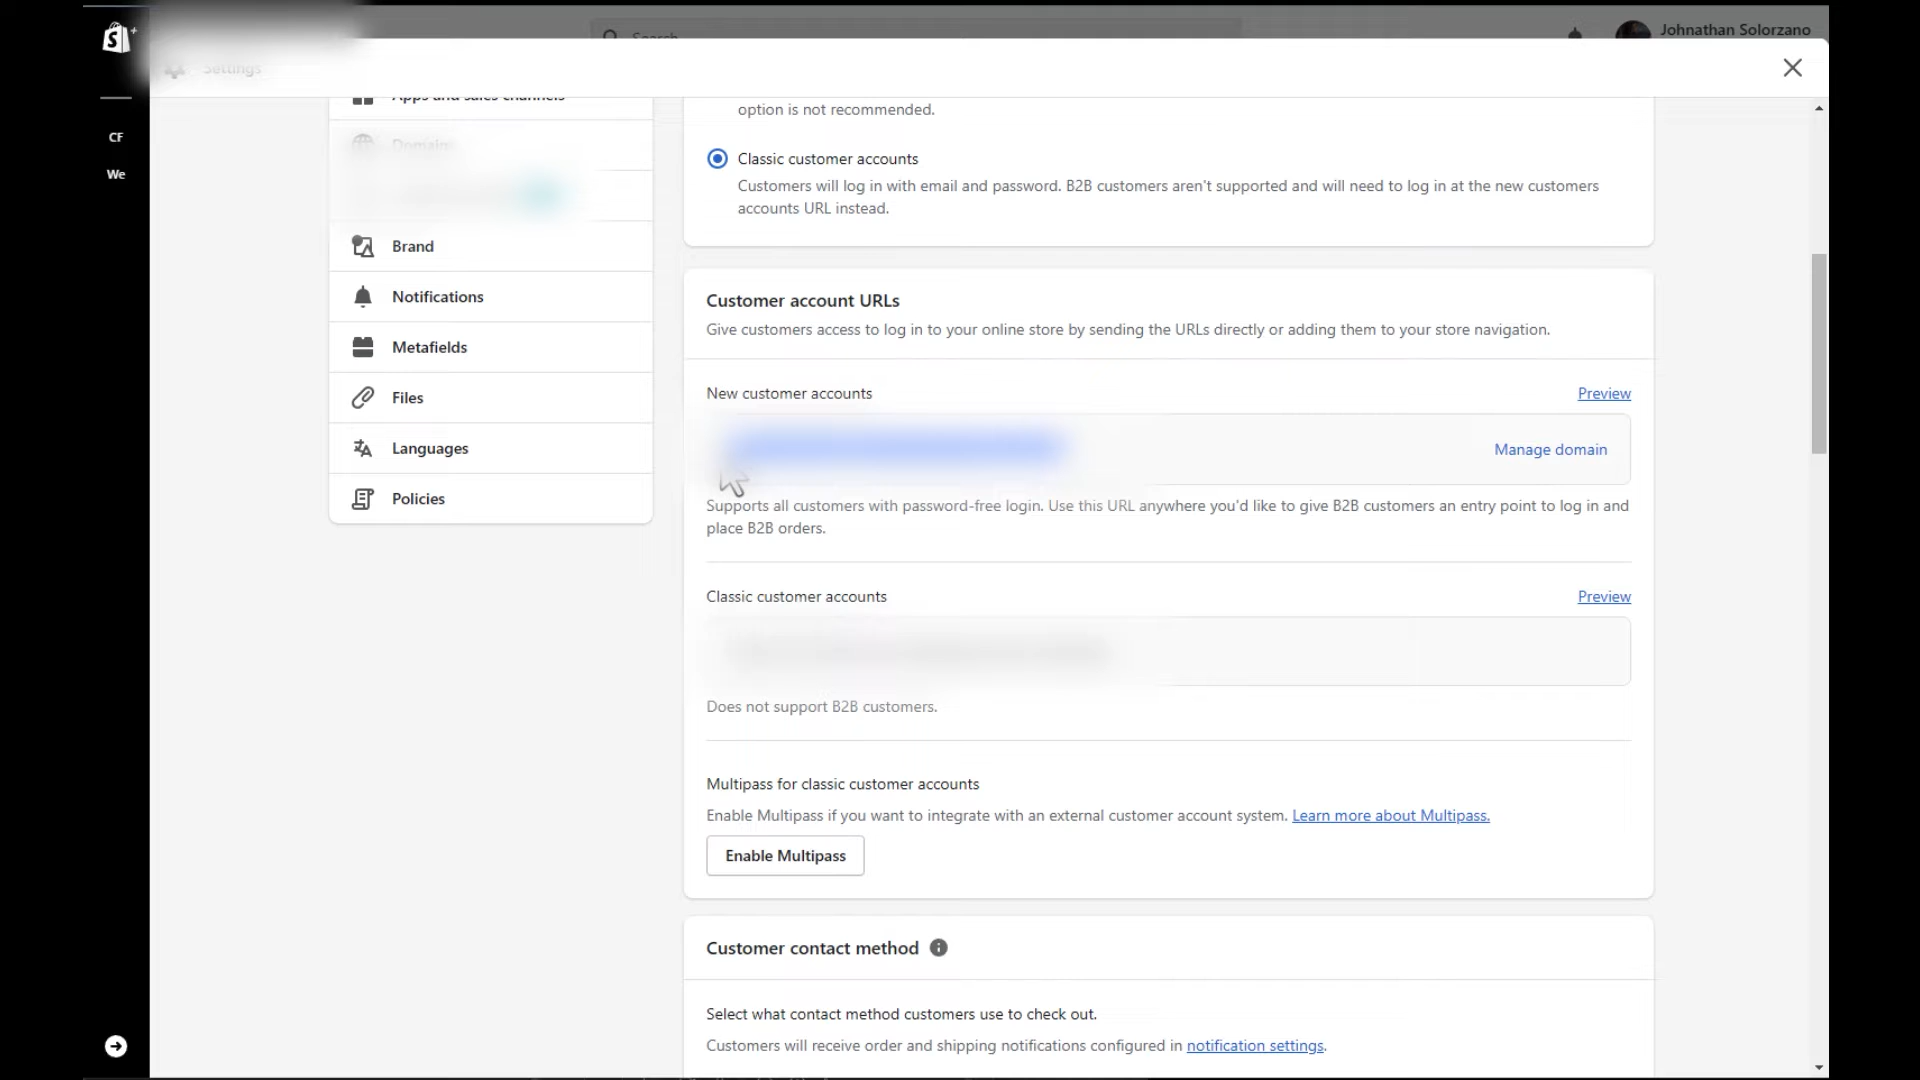 Search
Johnathan Solorzano
Settings
CF
We
Apps and sales channels
Domains
Brand
Notifications
Metafields
Files
Languages
Policies
option is not recommended.
Classic customer accounts
Customers will log in with email and password. B2B customers aren't supported and will need to log in at the new customers
accounts URL instead.
Customer account URLs
Give customers access to log in to your online store by sending the URLs directly or adding them to your store navigation.
New customer accounts
Preview
Manage domain
Supports all customers with password-free login. Use this URL anywhere you'd like to give B2B customers an entry point to log in and
place B2B orders.
Classic customer accounts
Preview
Does not support B2B customers.
Multipass for classic customer accounts
Enable Multipass if you want to integrate with an external customer account system. Learn more about Multipass.
Enable Multipass
Customer contact method
Select what contact method customers use to check out.
Customers will receive order and shipping notifications configured in notification settings.